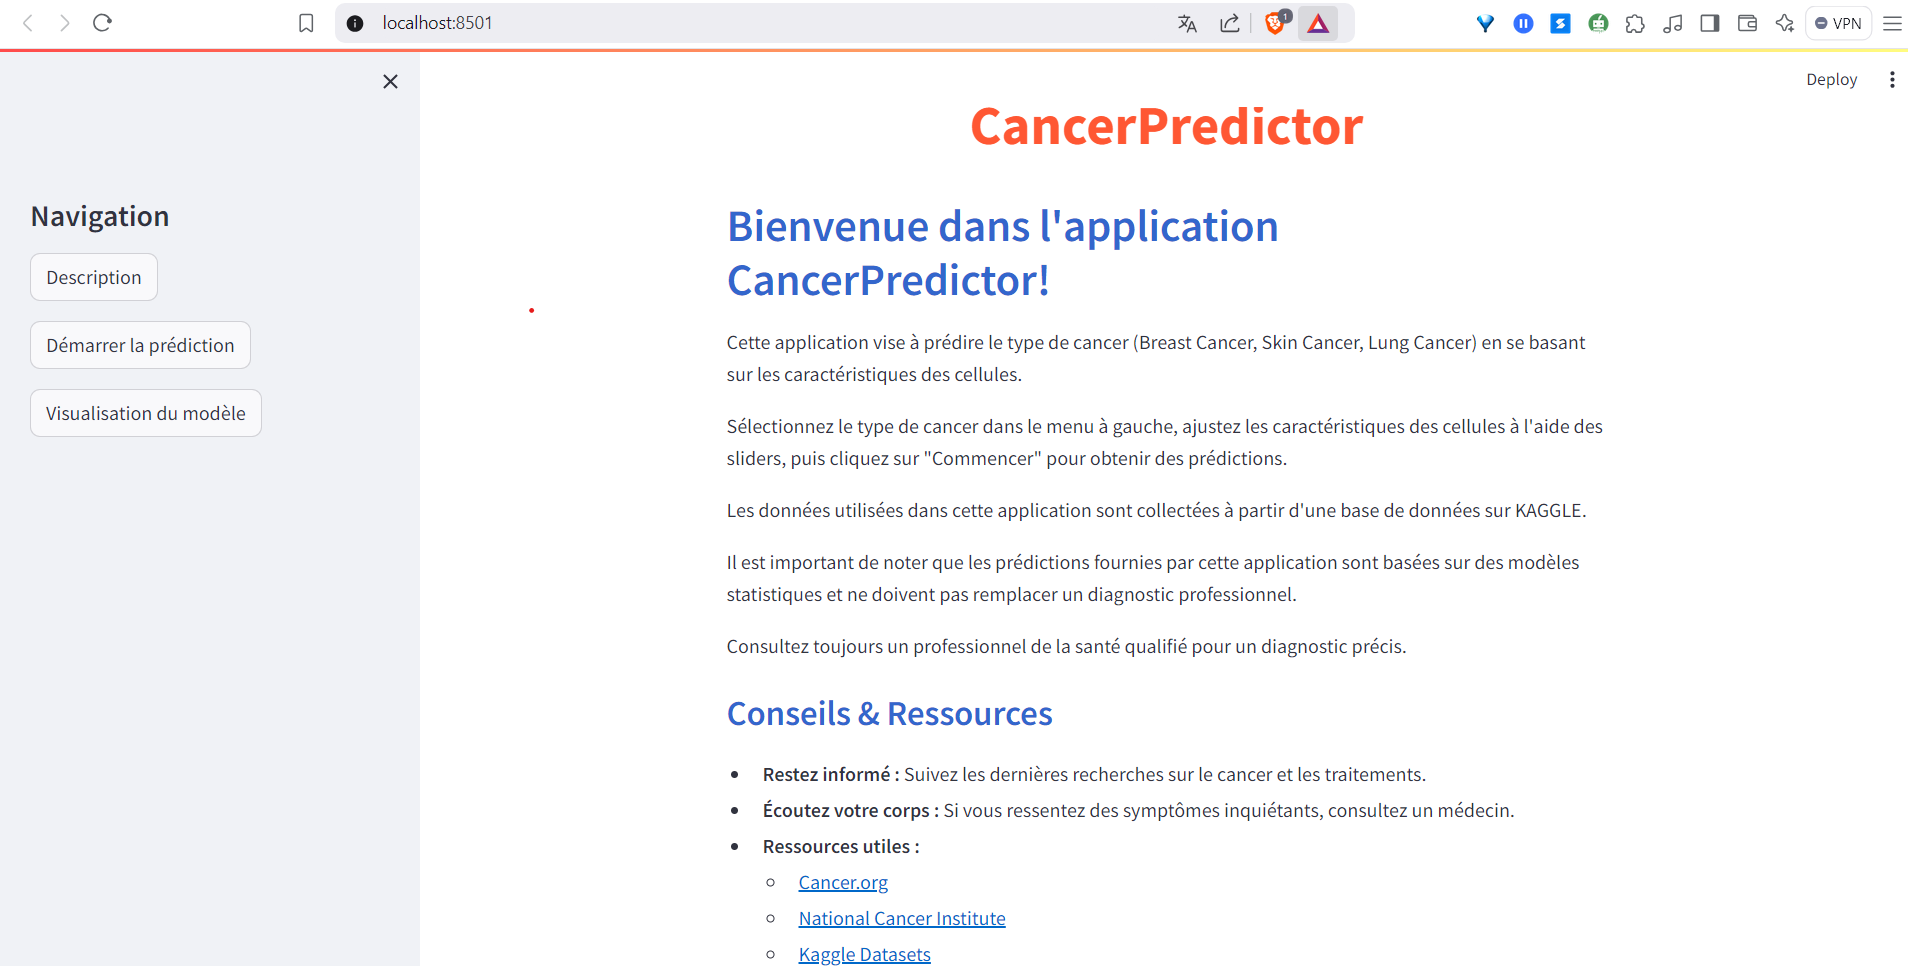 localhost:8501
1
VPN
Deploy
CancerPredictor
Navigation
Description
Démarrer la prédiction
Visualisation du modèle
Bienvenue dans l'application
CancerPredictor!
Cette application vise à prédire le type de cancer (Breast Cancer, Skin Cancer, Lung Cancer) en se basant
sur les caractéristiques des cellules.
Sélectionnez le type de cancer dans le menu à gauche, ajustez les caractéristiques des cellules à l'aide des
sliders, puis cliquez sur "Commencer" pour obtenir des prédictions.
Les données utilisées dans cette application sont collectées à partir d'une base de données sur KAGGLE.
Il est important de noter que les prédictions fournies par cette application sont basées sur des modèles
statistiques et ne doivent pas remplacer un diagnostic professionnel.
Consultez toujours un professionnel de la santé qualifié pour un diagnostic précis.
Conseils & Ressources
Restez informé : Suivez les dernières recherches sur le cancer et les traitements.
Écoutez votre corps : Si vous ressentez des symptômes inquiétants, consultez un médecin.
Ressources utiles :
Cancer.org
National Cancer Institute
Kaggle Datasets